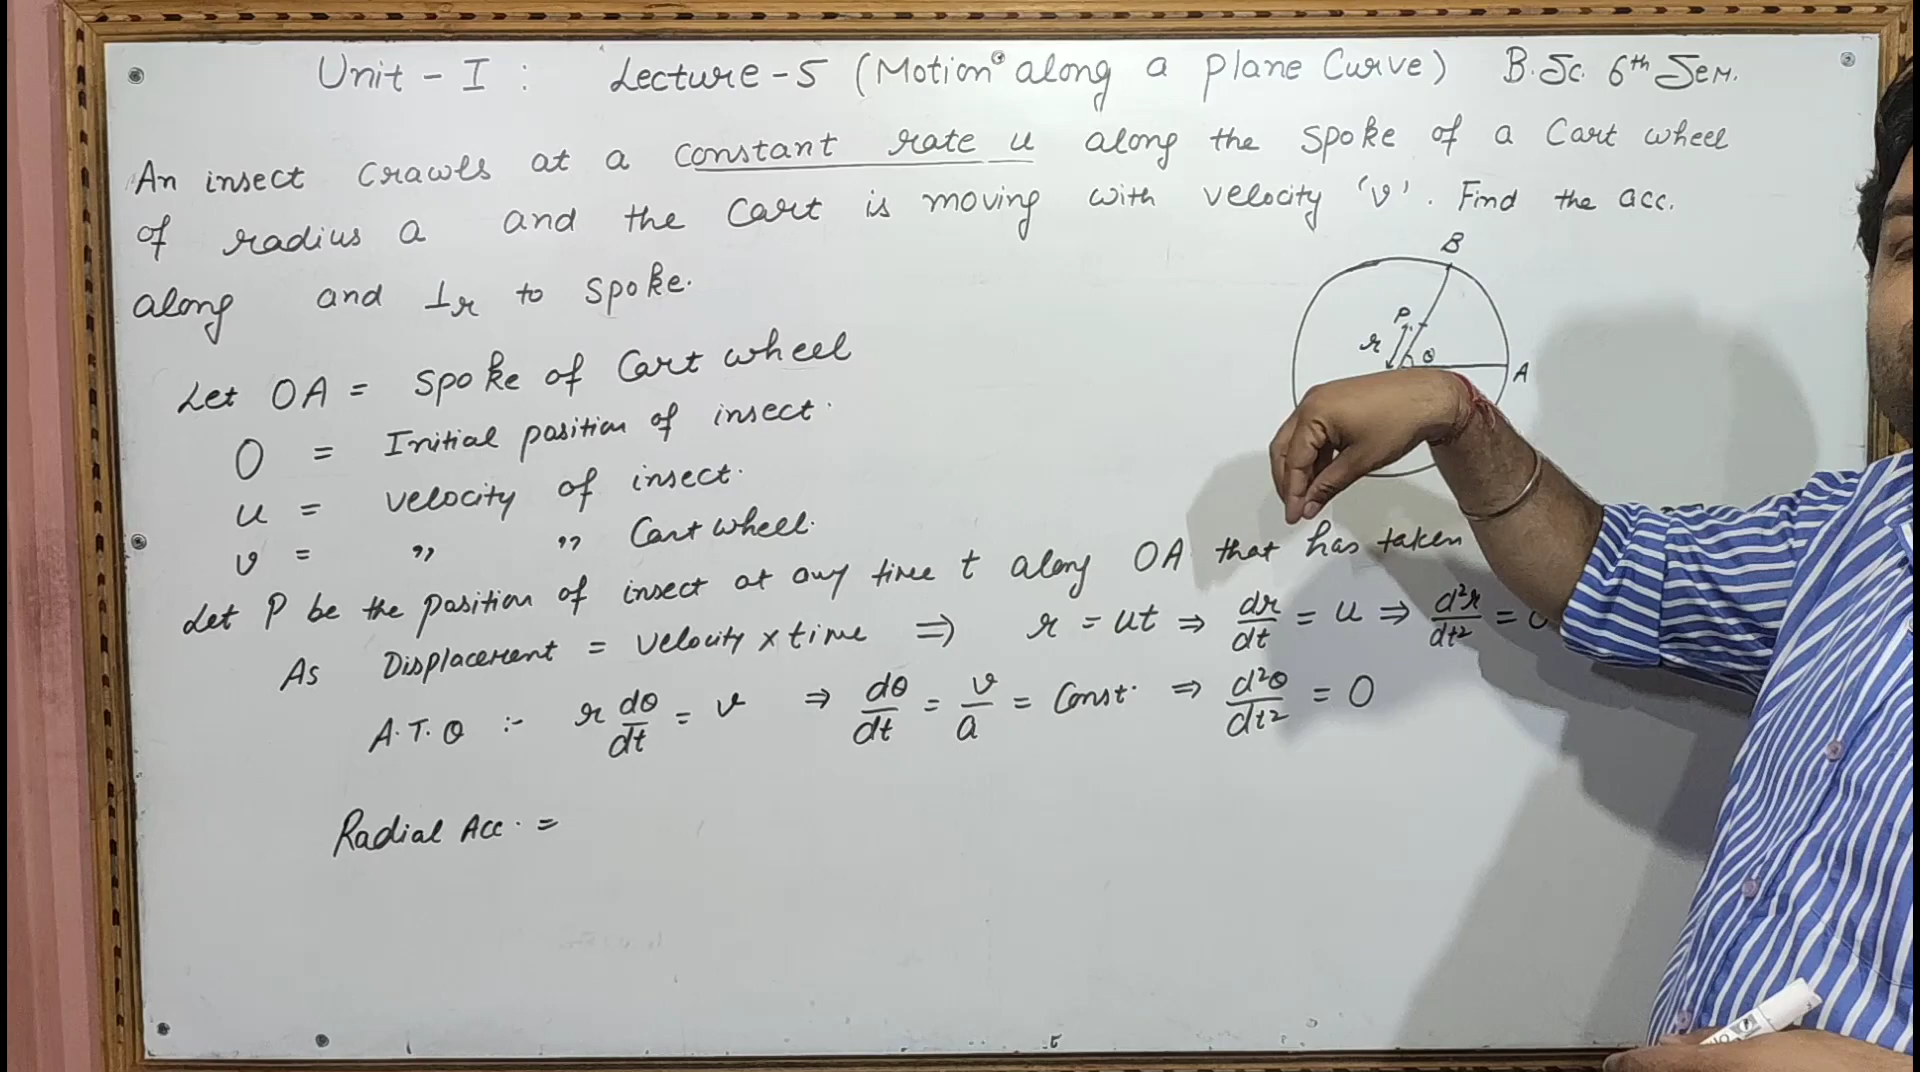 Unit - I : Lecture - 5 (Motion along a plane Curve) B.Sc. 6th Sem.
An insect crawls at a constant rate u along the spoke of a Cart wheel
of radius a and the Cart is moving with velocity 'v'. Find the acc.
along and ⊥r to spoke.
B
P
r
θ
A
Let OA = Spoke of Cart wheel
O = Initial position of insect.
u = velocity of insect.
v = ,, ,, Cart wheel.
Let P be the position of insect at any time t along OA that has taken
As Displacement = velocity × time ⇒ r = ut ⇒ dr/dt = u ⇒ d²r/dt² = 0
A.T.Q :- r dθ/dt = v ⇒ dθ/dt = v/a = Const. ⇒ d²θ/dt² = 0
Radial Acc. =